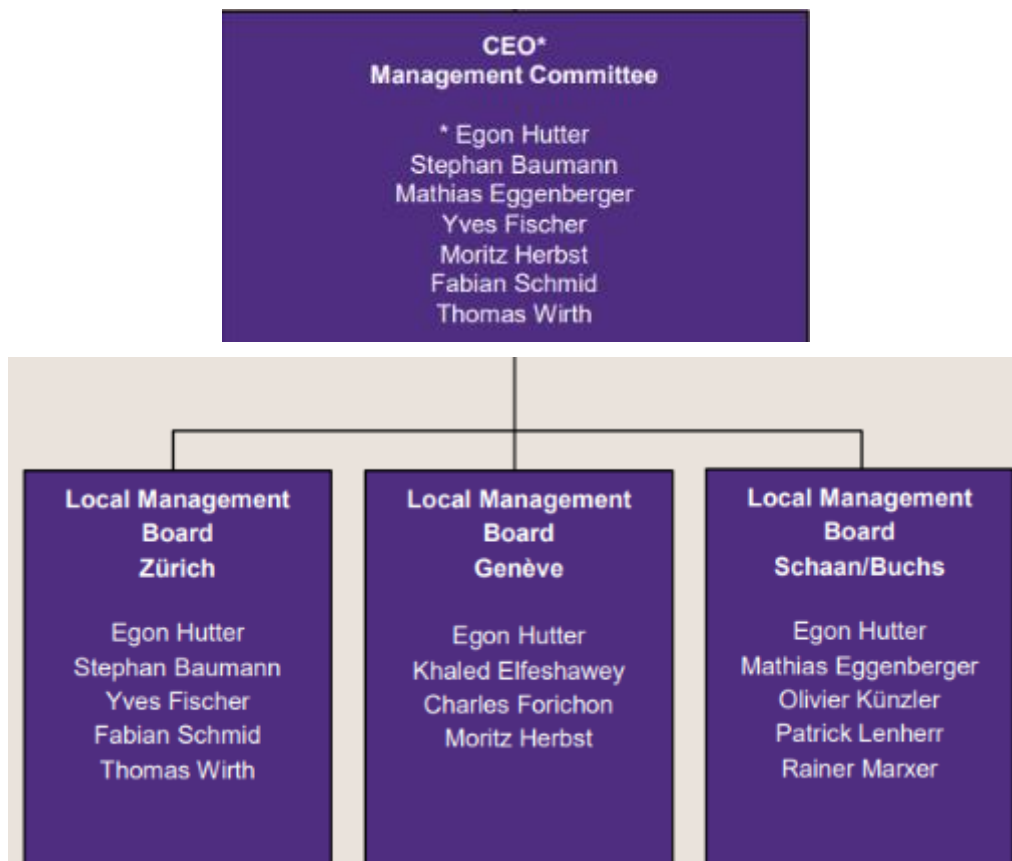 CEO*
Management Committee
* Egon Hutter
Stephan Baumann
Mathias Eggenberger
Yves Fischer
Moritz Herbst
Fabian Schmid
Thomas Wirth
Local Management
Board
Zürich
Egon Hutter
Stephan Baumann
Yves Fischer
Fabian Schmid
Thomas Wirth
Local Management
Board
Genève
Egon Hutter
Khaled Elfeshawey
Charles Forichon
Moritz Herbst
Local Management
Board
Schaan/Buchs
Egon Hutter
Mathias Eggenberger
Olivier Künzler
Patrick Lenherr
Rainer Marxer